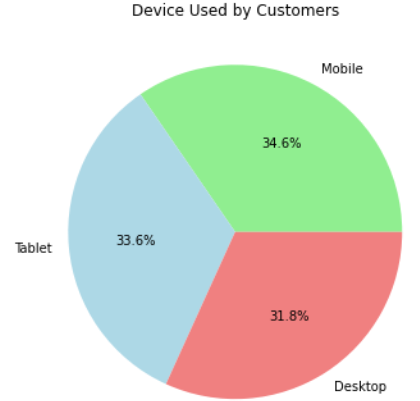 Device Used by Customers
Mobile
34.6%
Tablet
33.6%
31.8%
Desktop